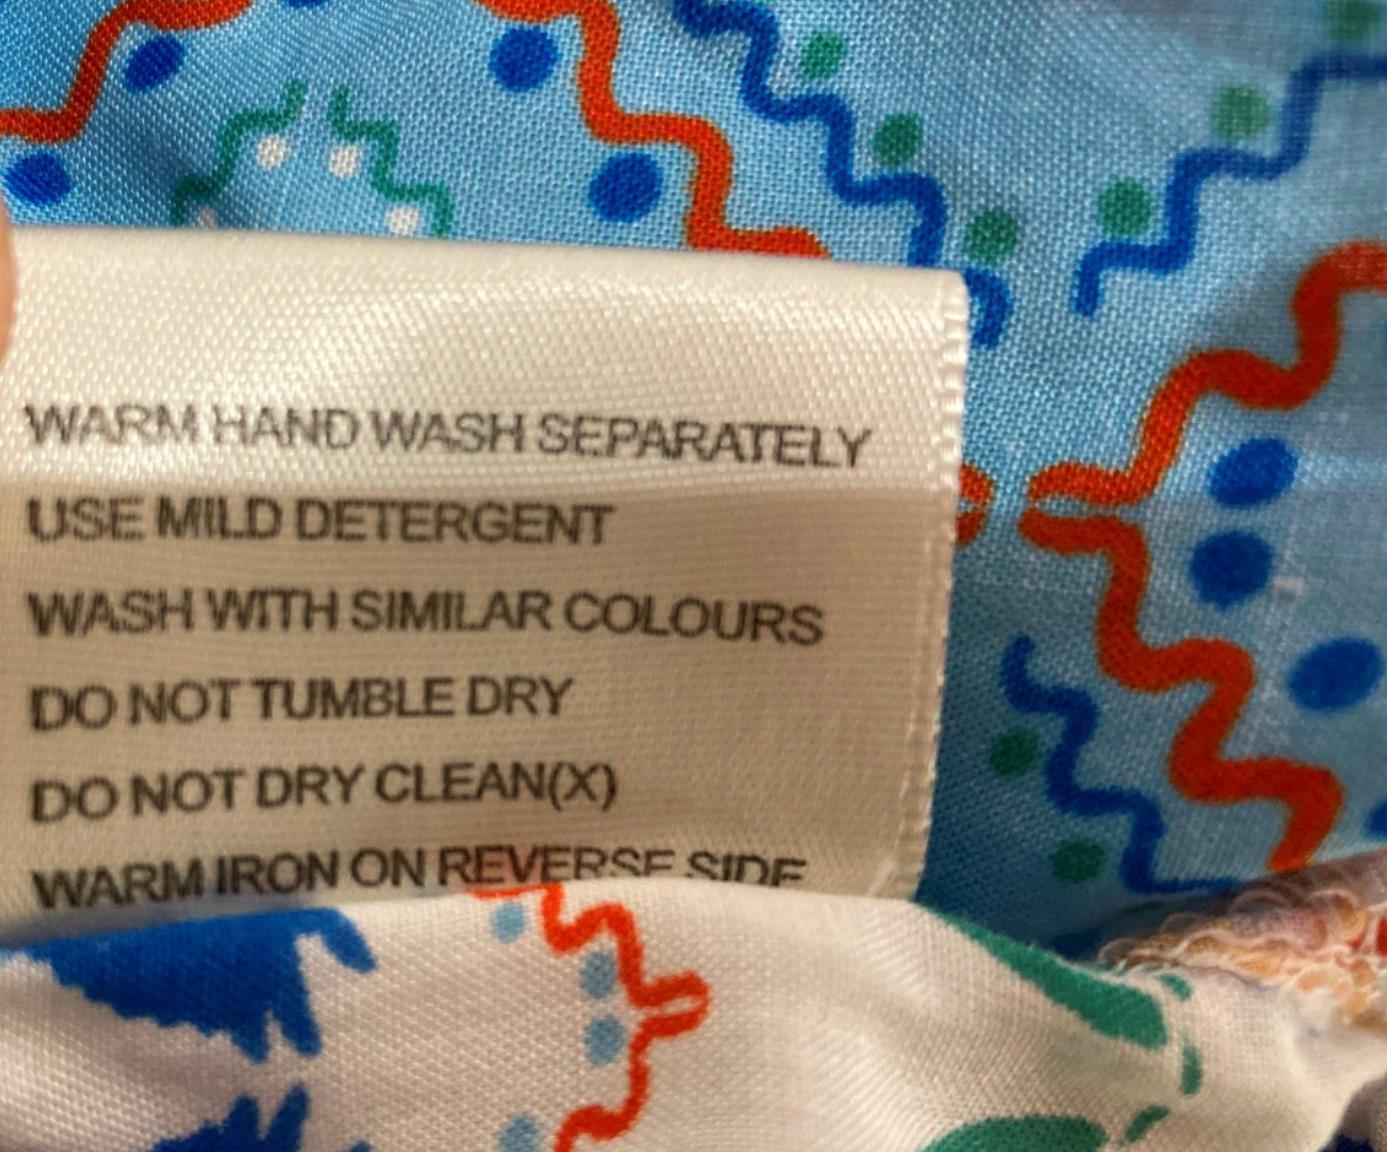 WARM HAND WASH SEPARATELY
USE MILD DETERGENT
WASH WITH SIMILAR COLOURS
DO NOT TUMBLE DRY
DO NOT DRY CLEAN(X)
WARM IRON ON REVERSE SIDE